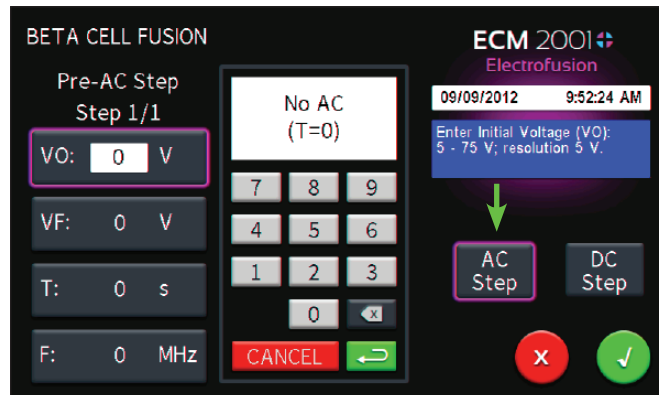 BETA CELL FUSION
Pre-AC Step
Step 1/1
VO: 0 V
VF: 0 V
T: 0 s
F: 0 MHz
No AC
(T=0)
7 8 9
4 5 6
1 2 3
0 x
CANCEL
ECM 2001
Electrofusion
09/09/2012 9:52:24 AM
Enter Initial Voltage (VO):
5 - 75 V; resolution 5 V.
AC
Step
DC
Step
X